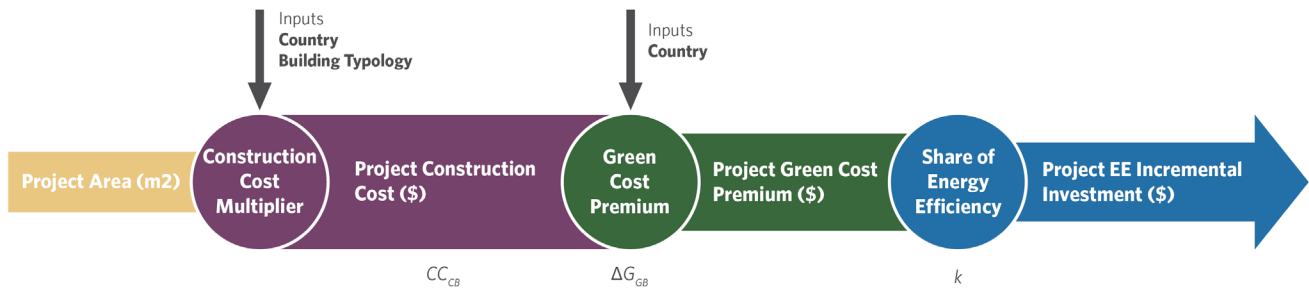 Inputs
Country
Building Typology
Inputs
Country
Project Area (m2)
Construction
Cost
Multiplier
Project Construction
Cost ($)
Green
Cost
Premium
Project Green Cost
Premium ($)
Share of
Energy
Efficiency
Project EE Incremental
Investment ($)
CC_CB
ΔG_GB
k